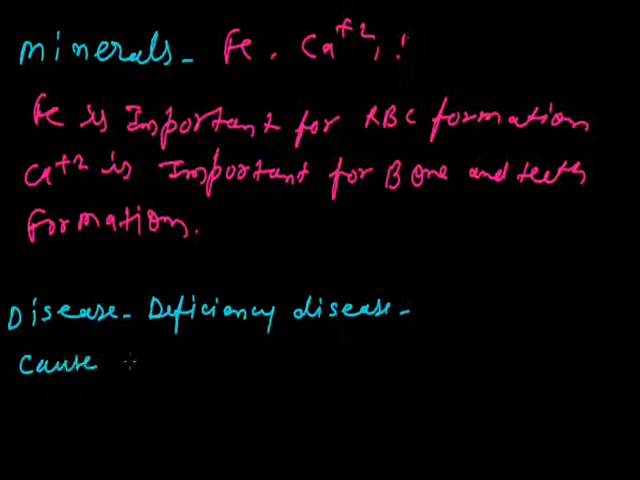 Minerals - Fe, Ca+2, !
Fe is Important for RBC formation
Ca+2 is Important for Bone and teeth
formation.
Disease - Deficiency disease -
Cause